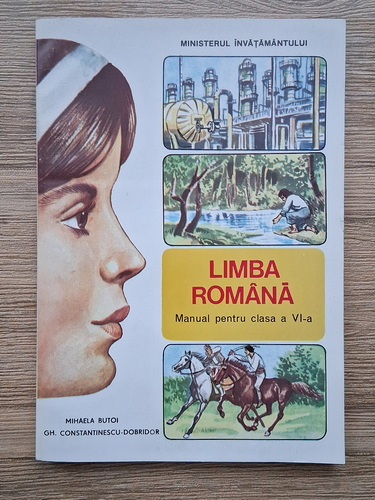 MINISTERUL ÎNVĂȚĂMÂNTULUI
LIMBA
ROMÂNĂ
Manual pentru clasa a VI-a
MIHAELA BUTOI
GH. CONSTANTINESCU-DOBRIDOR